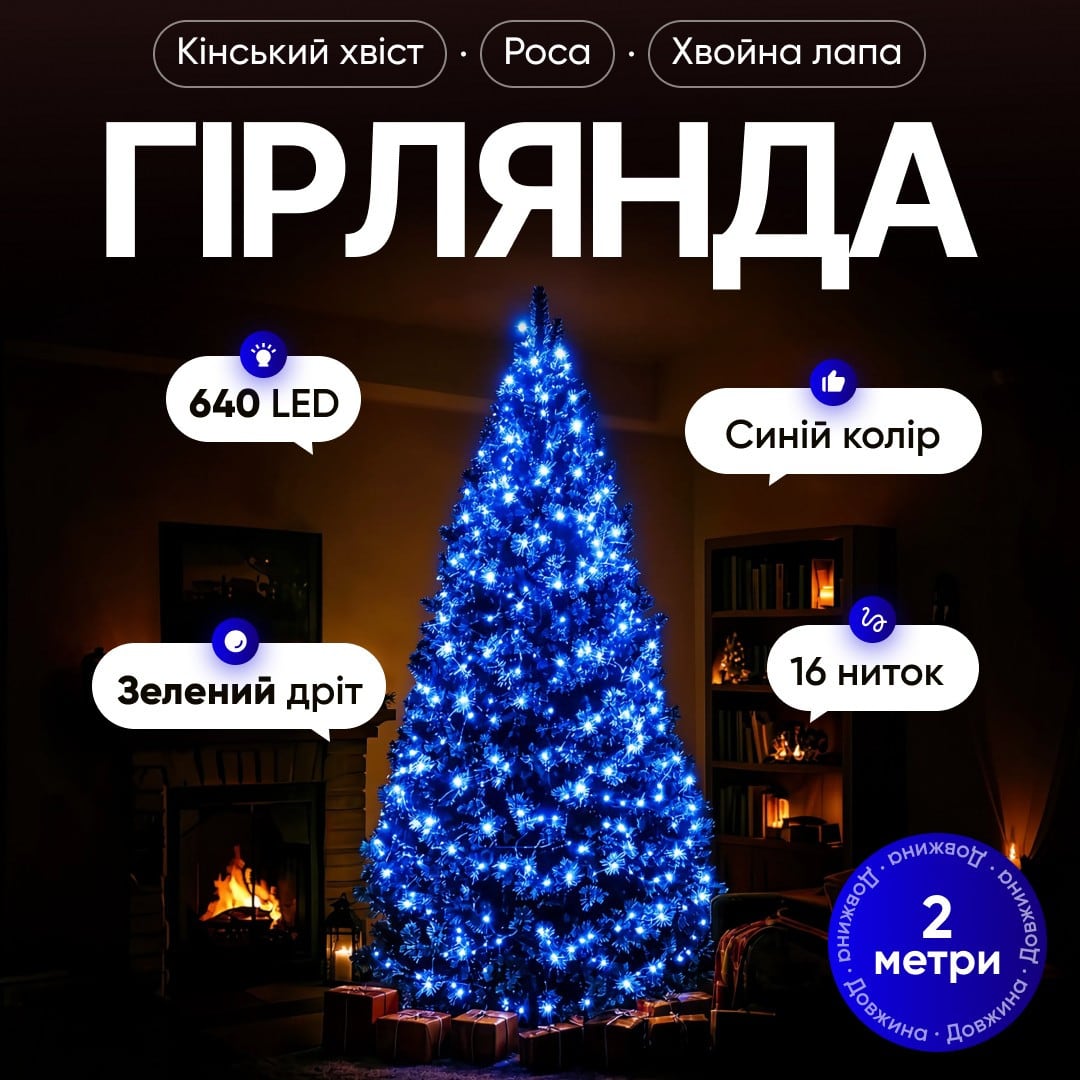 Кінський хвіст · Роса · Хвойна лапа
ГІРЛЯНДА
640 LED
Синій колір
Зелений дріт
16 ниток
2
метри
Довжина · Довжина · Довжина · Довжина · Довжина ·